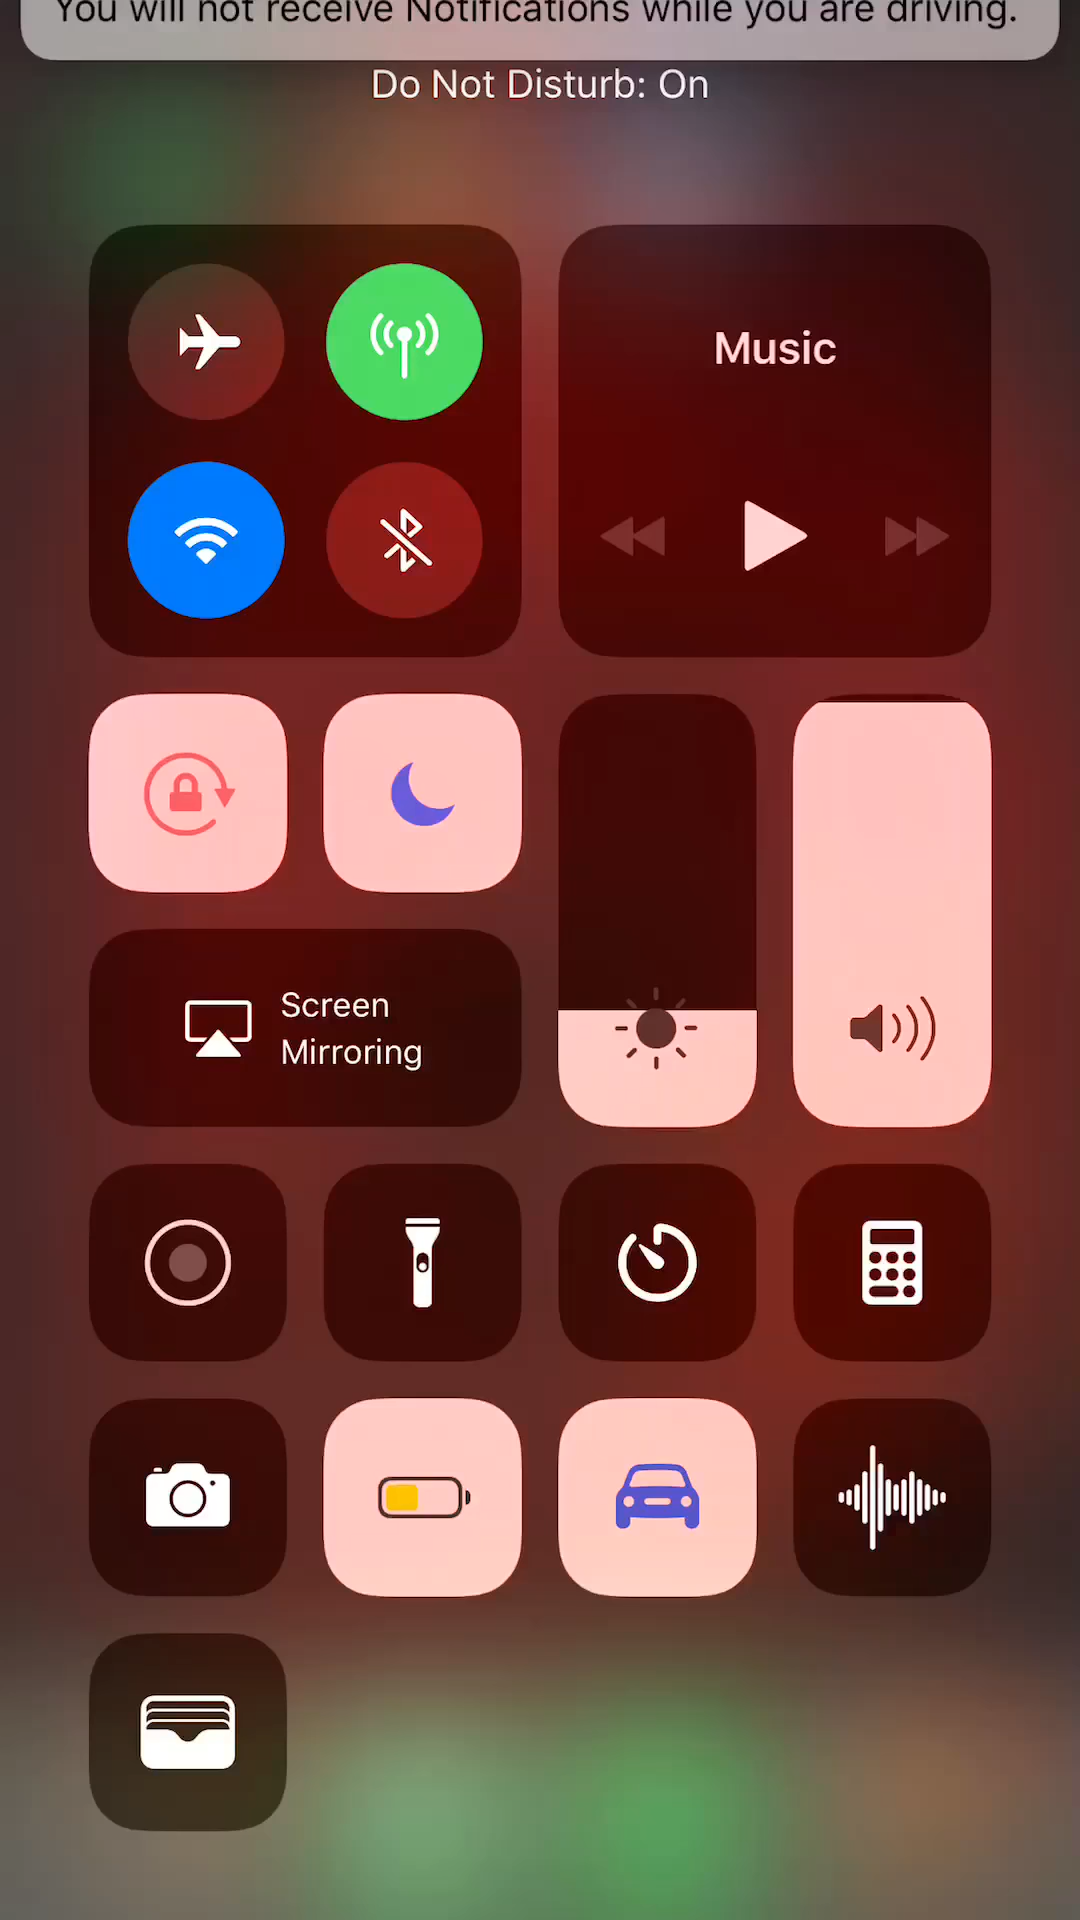 You will not receive Notifications while you are driving.
Do Not Disturb: On
Music
Screen
Mirroring